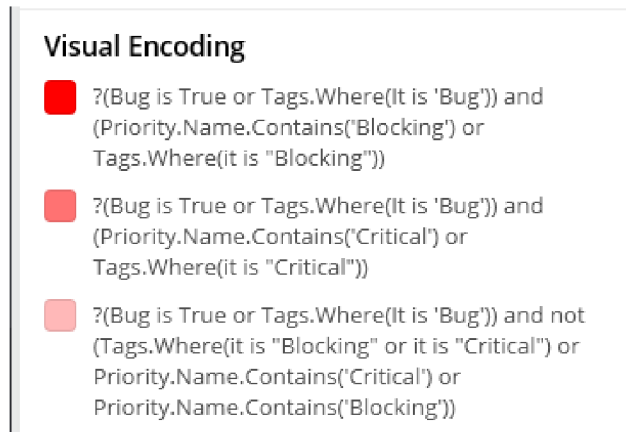 Visual Encoding
?(Bug is True or Tags.Where(It is 'Bug')) and
(Priority.Name.Contains('Blocking') or
Tags.Where(it is "Blocking"))
?(Bug is True or Tags.Where(It is 'Bug')) and
(Priority.Name.Contains('Critical') or
Tags.Where(it is "Critical"))
?(Bug is True or Tags.Where(It is 'Bug')) and not
(Tags.Where(it is "Blocking" or it is "Critical") or
Priority.Name.Contains('Critical') or
Priority.Name.Contains('Blocking'))